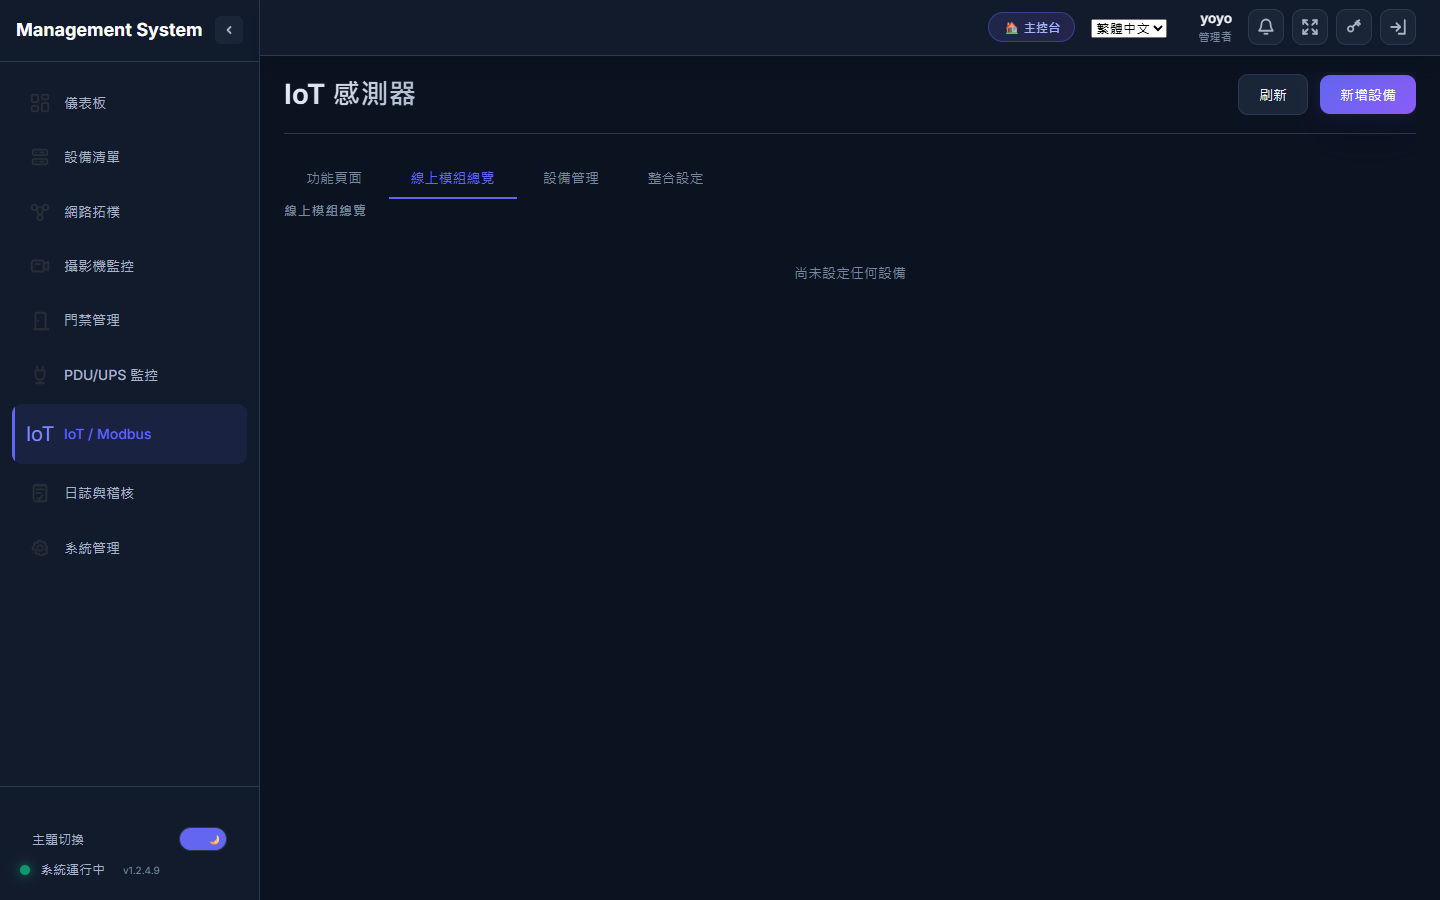 Management System
主控台
繁體中文
yoyo
管理者
儀表板
設備清單
網路拓樸
攝影機監控
門禁管理
PDU/UPS 監控
IoT IoT / Modbus
日誌與稽核
系統管理
主題切換
系統運行中 v1.2.4.9
IoT 感測器
刷新
新增設備
功能頁面 線上模組總覽 設備管理 整合設定
線上模組總覽
尚未設定任何設備